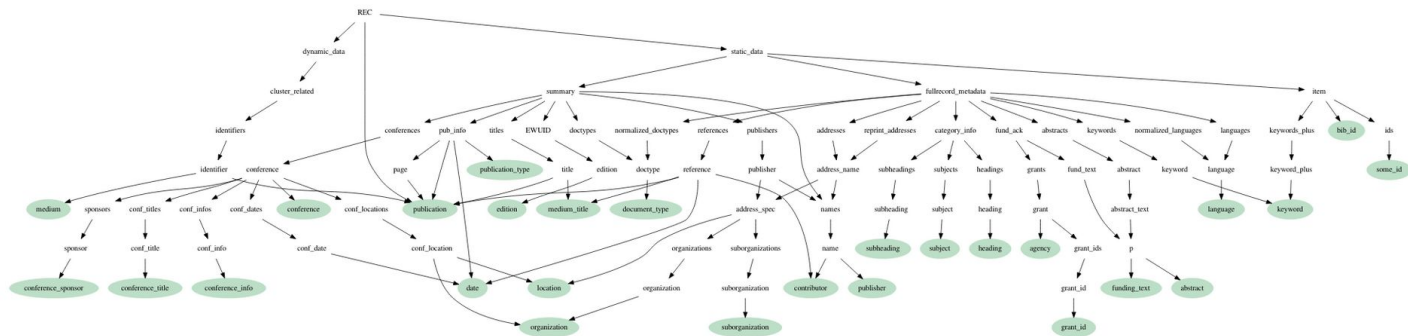 REC
dynamic_data
static_data
cluster_related
summary
fullrecord_metadata
item
identifiers
conferences
pub_info
titles
EWUID
doctypes
normalized_doctypes
references
publishers
addresses
reprint_addresses
category_info
fund_ack
abstracts
keywords
normalized_languages
languages
keywords_plus
bib_id
ids
identifier
conference
page
publication_type
title
edition
doctype
reference
publisher
address_name
subheadings
subjects
headings
grants
fund_text
abstract
keyword
language
keyword_plus
some_id
medium
sponsors
conf_titles
conf_infos
conf_dates
conference
conf_locations
publication
edition
medium_title
document_type
address_spec
names
subheading
subject
heading
grant
abstract_text
language
keyword
sponsor
conf_title
conf_info
conf_date
conf_location
organizations
suborganizations
name
subheading
subject
heading
agency
grant_ids
p
conference_sponsor
conference_title
conference_info
date
location
organization
suborganization
contributor
publisher
grant_id
funding_text
abstract
organization
suborganization
grant_id